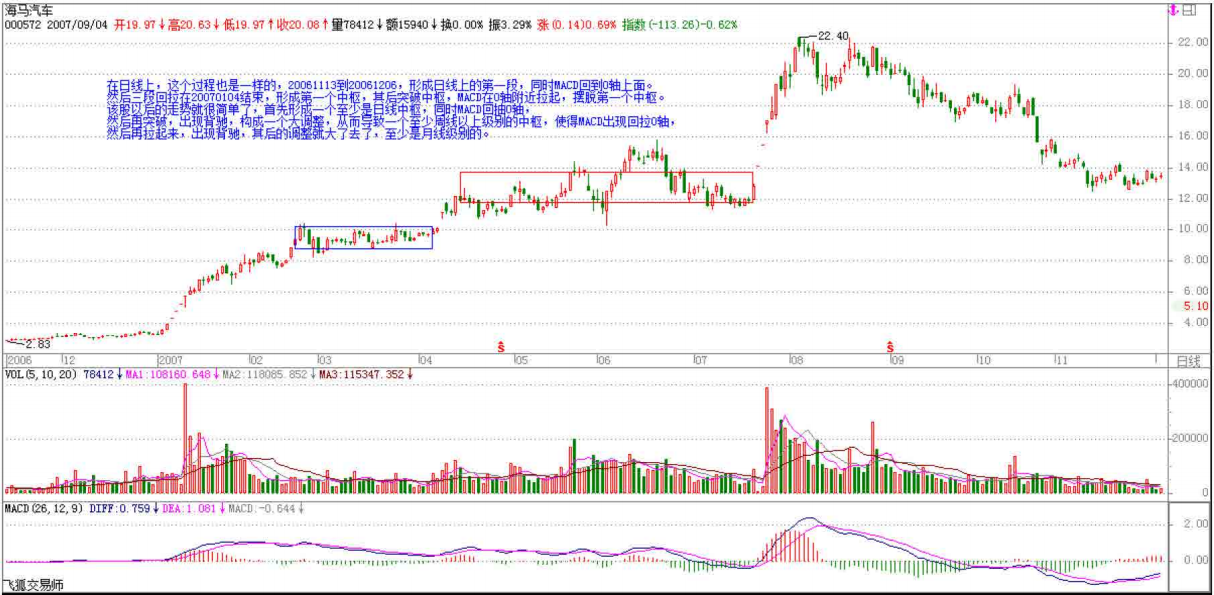 海马汽车
000572 2007/09/04 开19.97↓高20.63↓低19.97↑收20.08↑量78412↓额15940↓换0.00% 振3.29% 涨(0.14)0.69% 指数(-113.26)-0.62%
22.40
22.00
在日线上，这个过程也是一样的，20061113到20061206，形成日线上的第一段，同时MACD回到0轴上面。
然后三段回拉在20070104结束，形成第一个中枢，其后突破中枢，MACD在0轴附近拉起，摆脱第一个中枢。
该股以后的走势就很简单了，首先形成一个至少是日线中枢，同时MACD回抽0轴，
然后再突破，出现背驰，构成一个大调整，从而导致一个至少周线以上级别的中枢，使得MACD出现回拉0轴，
然后再拉起来，出现背驰，其后的调整就大了去了，至少是月线级别的。
20.00
18.00
16.00
14.00
12.00
10.00
8.00
6.00
5.10
4.00
2.83
S S
2006 12 2007 02 03 04 05 06 07 08 09 10 11 日线
VOL(5,10,20) 78412↓MA1:108160.648↓MA2:118085.852↓MA3:115347.352↓
400000
200000
0
MACD(26,12,9) DIFF:0.759↓DEA:1.081↓MACD:-0.644↓
2.00
0.00
飞狐交易师